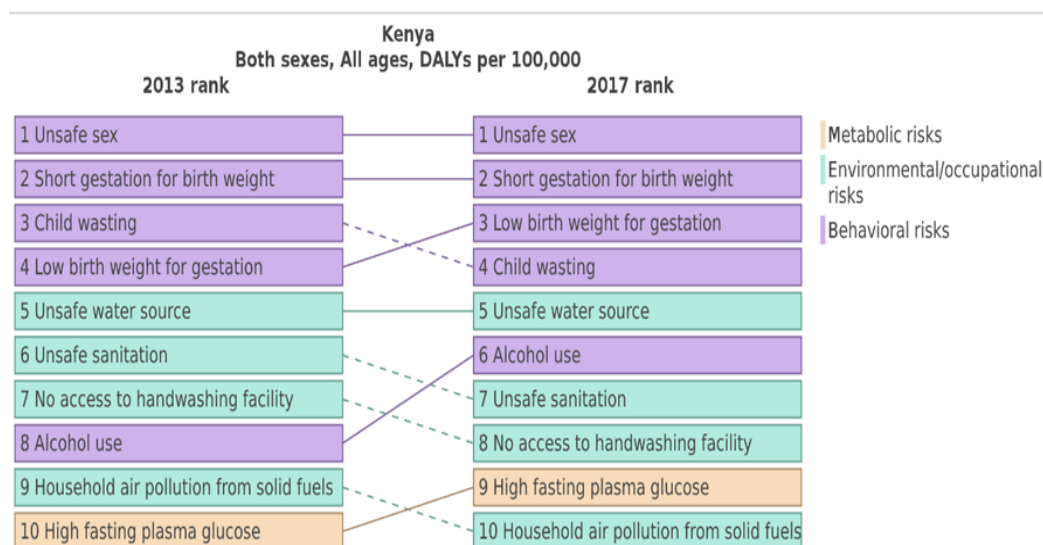 Kenya
Both sexes, All ages, DALYs per 100,000
2013 rank
2017 rank
1 Unsafe sex
2 Short gestation for birth weight
3 Child wasting
4 Low birth weight for gestation
5 Unsafe water source
6 Unsafe sanitation
7 No access to handwashing facility
8 Alcohol use
9 Household air pollution from solid fuels
10 High fasting plasma glucose
1 Unsafe sex
2 Short gestation for birth weight
3 Low birth weight for gestation
4 Child wasting
5 Unsafe water source
6 Alcohol use
7 Unsafe sanitation
8 No access to handwashing facility
9 High fasting plasma glucose
10 Household air pollution from solid fuels
Metabolic risks
Environmental/occupational
risks
Behavioral risks